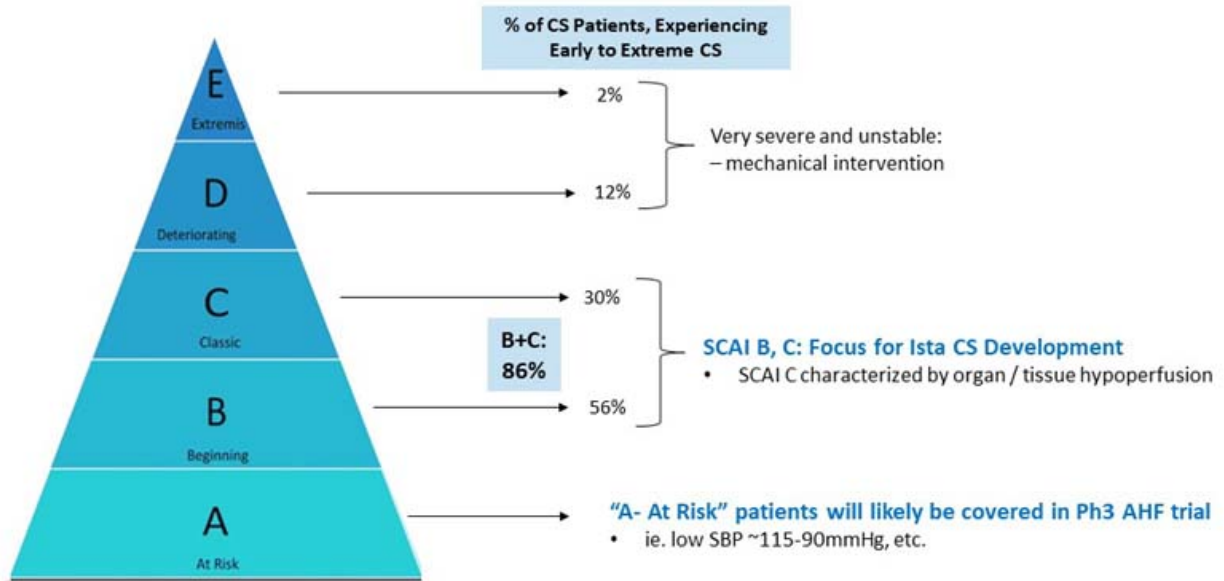 % of CS Patients, Experiencing
Early to Extreme CS
E
Extremis
2%
Very severe and unstable:
– mechanical intervention
D
Deteriorating
12%
C
Classic
30%
B+C:
86%
SCAI B, C: Focus for Ista CS Development
• SCAI C characterized by organ / tissue hypoperfusion
B
Beginning
56%
A
At Risk
“A- At Risk” patients will likely be covered in Ph3 AHF trial
• ie. low SBP ~115-90mmHg, etc.